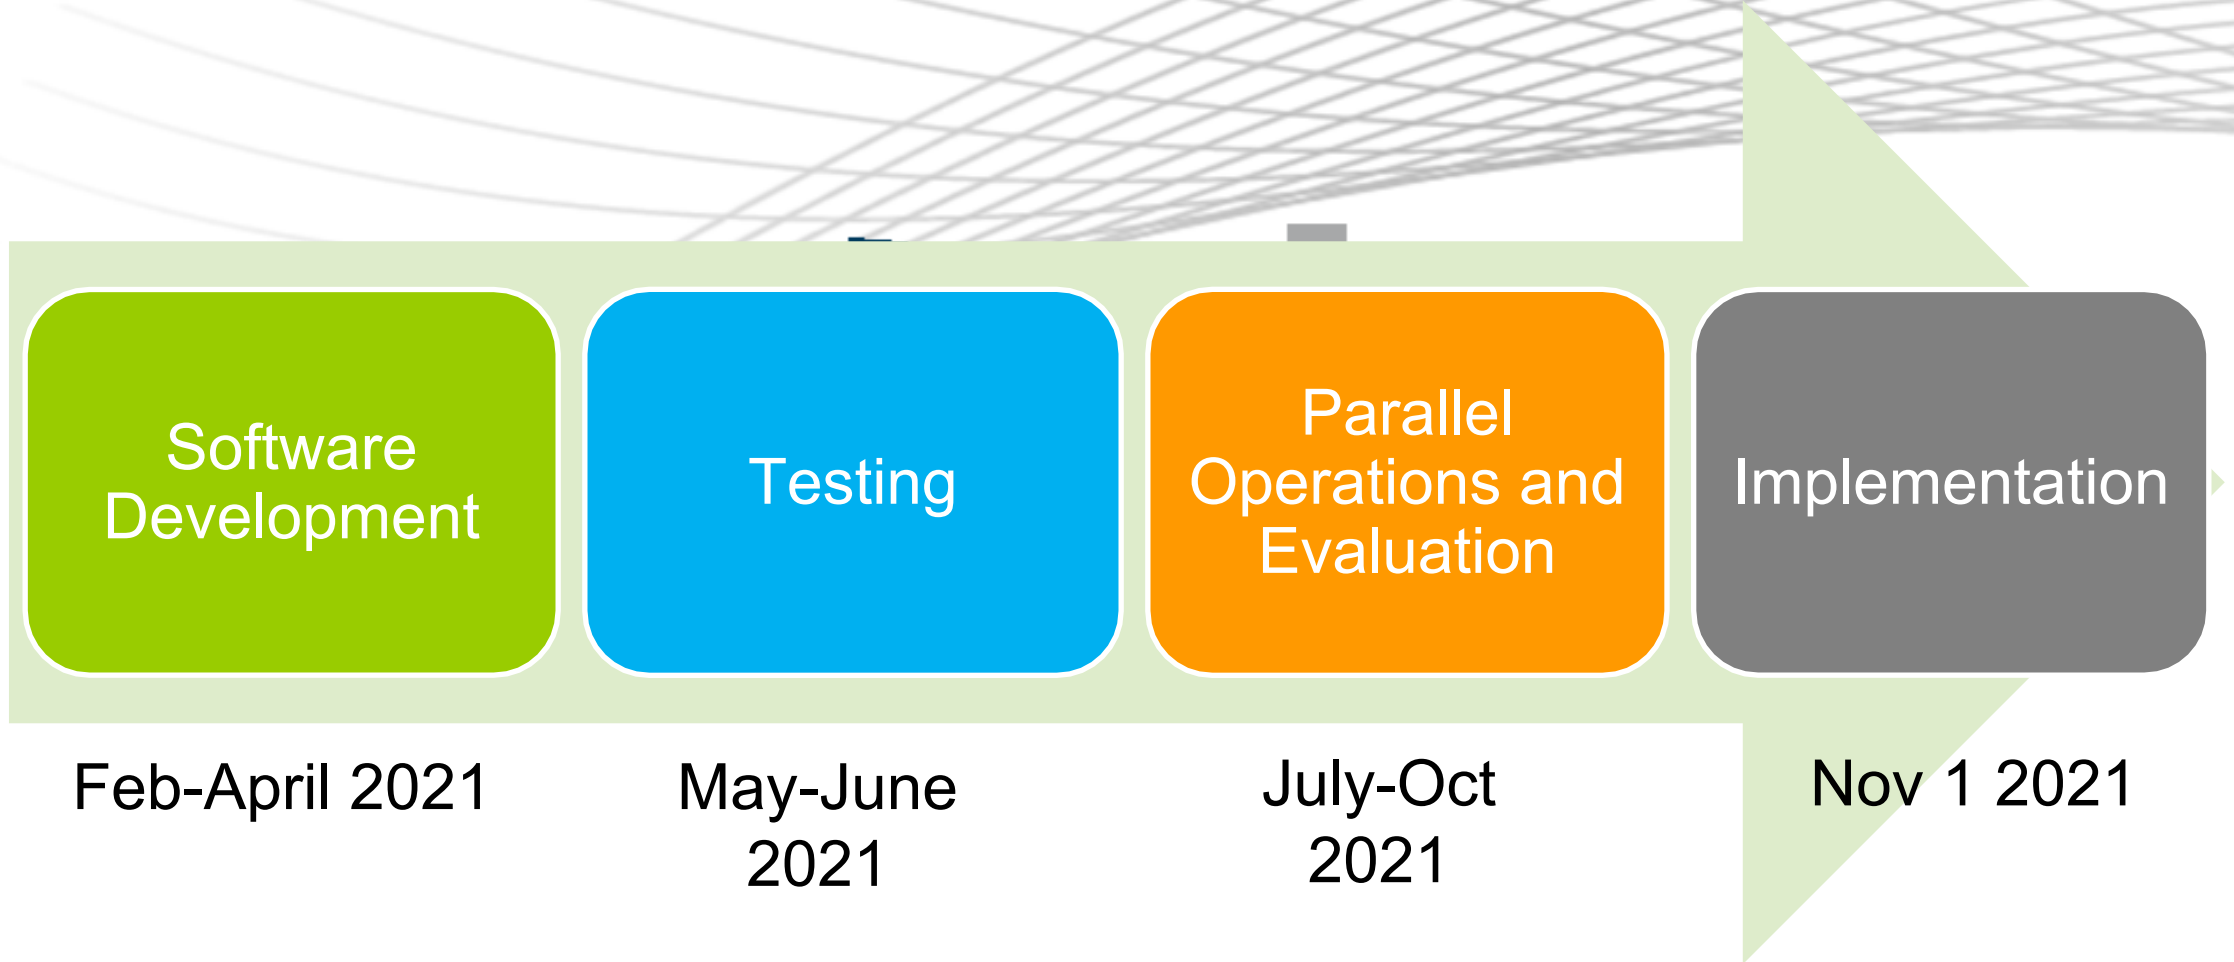 Software
Development
Testing
Parallel
Operations and
Evaluation
Implementation
Feb-April 2021
May-June
2021
July-Oct
2021
Nov 1 2021